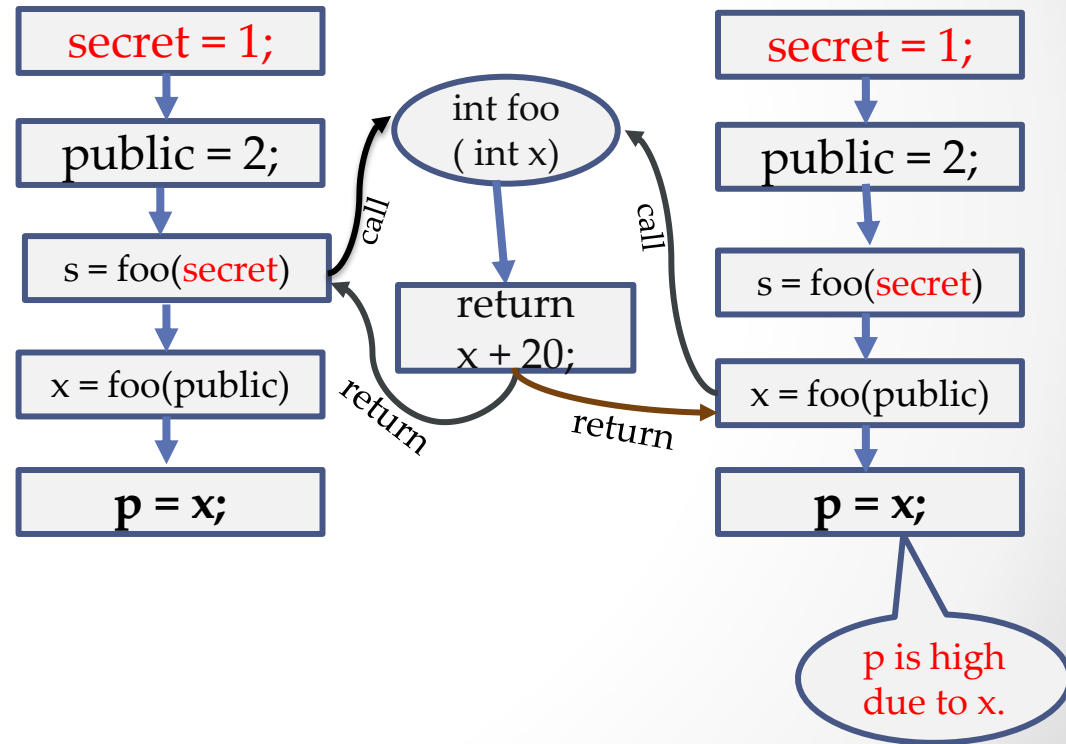 secret = 1;
public = 2;
s = foo(secret)
x = foo(public)
p = x;
call
return
int foo
( int x)
return
x + 20;
call
return
secret = 1;
public = 2;
s = foo(secret)
x = foo(public)
p = x;
p is high
due to x.